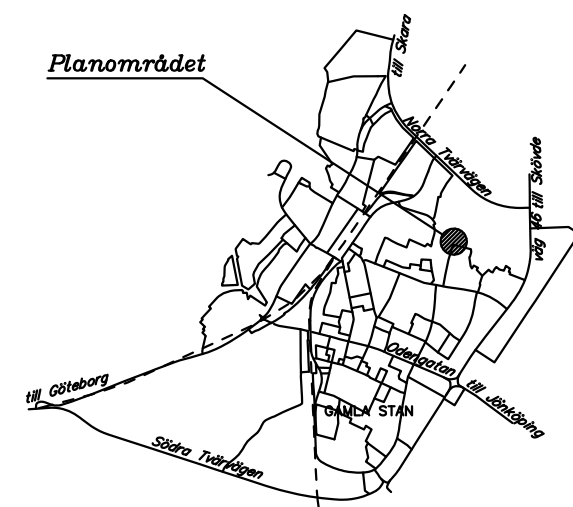 Planområdet
till Skara
Norra Tvärvägen
väg 46 till Skövde
Odengatan
till Jönköping
till Göteborg
GAMLA STAN
Södra Tvärvägen